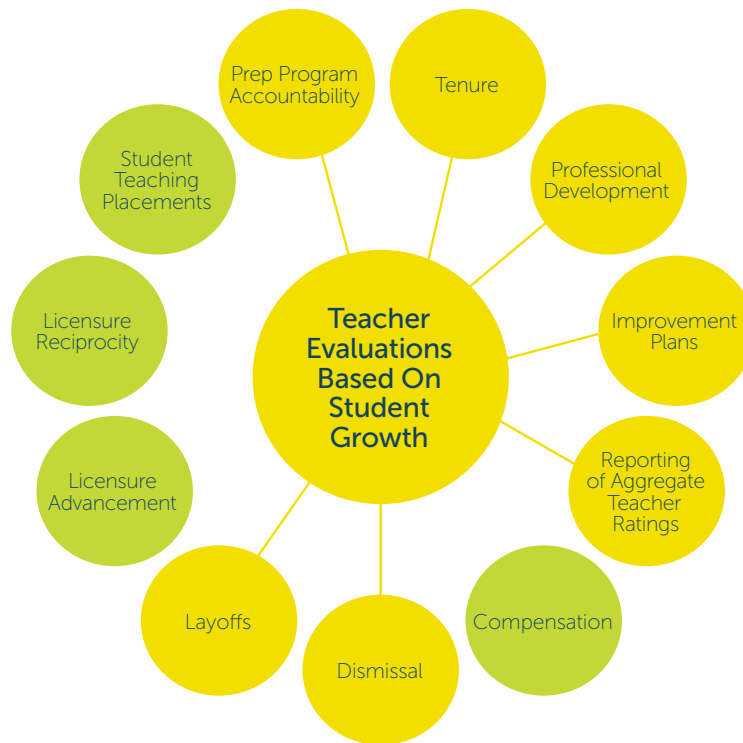 Prep Program
Accountability
Tenure
Student
Teaching
Placements
Professional
Development
Licensure
Reciprocity
Teacher
Evaluations
Based On
Student
Growth
Improvement
Plans
Licensure
Advancement
Reporting
of Aggregate
Teacher
Ratings
Layoffs
Compensation
Dismissal